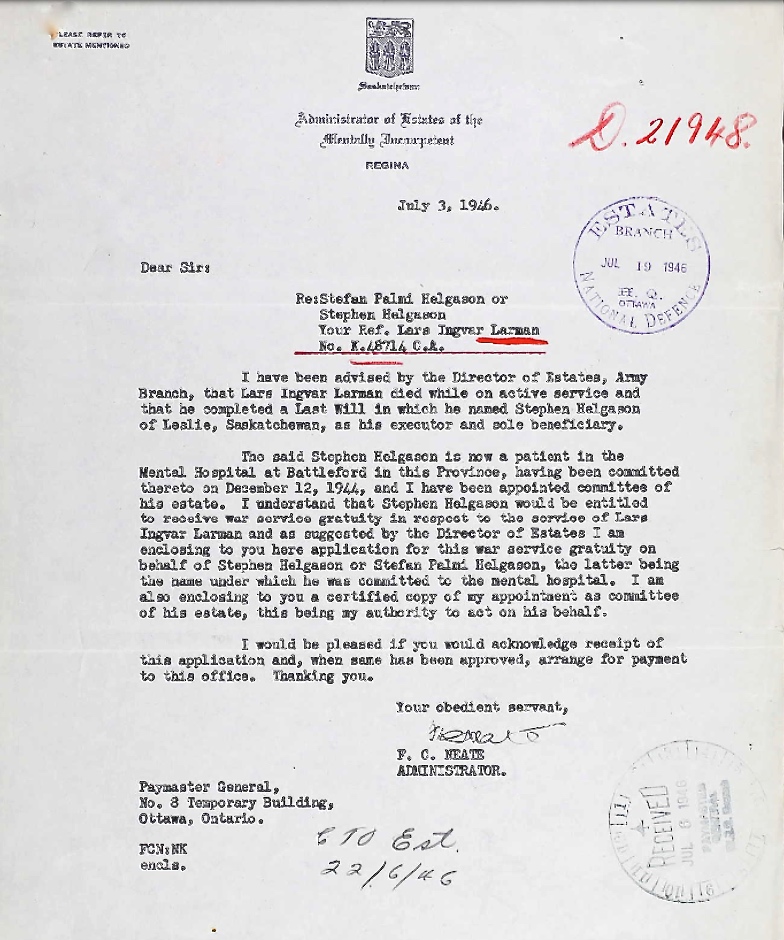 PLEASE REFER TO
ESTATE MENTIONED
Saskatchewan
Administrator of Estates of the
Mentally Incompetent
REGINA
D. 21948.
July 3, 1946.
ESTATES
BRANCH
JUL 19 1946
H. Q.
OTTAWA
NATIONAL DEFENCE
Dear Sir:
Re:Stefan Palmi Helgason or
Stephen Helgason
Your Ref. Lars Ingvar Larman
No. K.48714 C.A.
I have been advised by the Director of Estates, Army
Branch, that Lars Ingvar Larman died while on active service and
that he completed a Last Will in which he named Stephen Helgason
of Leslie, Saskatchewan, as his executor and sole beneficiary.
The said Stephen Helgason is now a patient in the
Mental Hospital at Battleford in this Province, having been committed
thereto on December 12, 1944, and I have been appointed committee of
his estate. I understand that Stephen Helgason would be entitled
to receive war service gratuity in respect to the service of Lars
Ingvar Larman and as suggested by the Director of Estates I am
enclosing to you here application for this war service gratuity on
behalf of Stephen Helgason or Stefan Palmi Helgason, the latter being
the name under which he was committed to the mental hospital. I am
also enclosing to you a certified copy of my appointment as committee
of his estate, this being my authority to act on his behalf.
I would be pleased if you would acknowledge receipt of
this application and, when same has been approved, arrange for payment
to this office. Thanking you.
Your obedient servant,
F. C. NEATE
ADMINISTRATOR.
Paymaster General,
No. 8 Temporary Building,
Ottawa, Ontario.
FCN:NK
encls.
CTO Est.
22/6/46
RECEIVED
JUL 6 1946